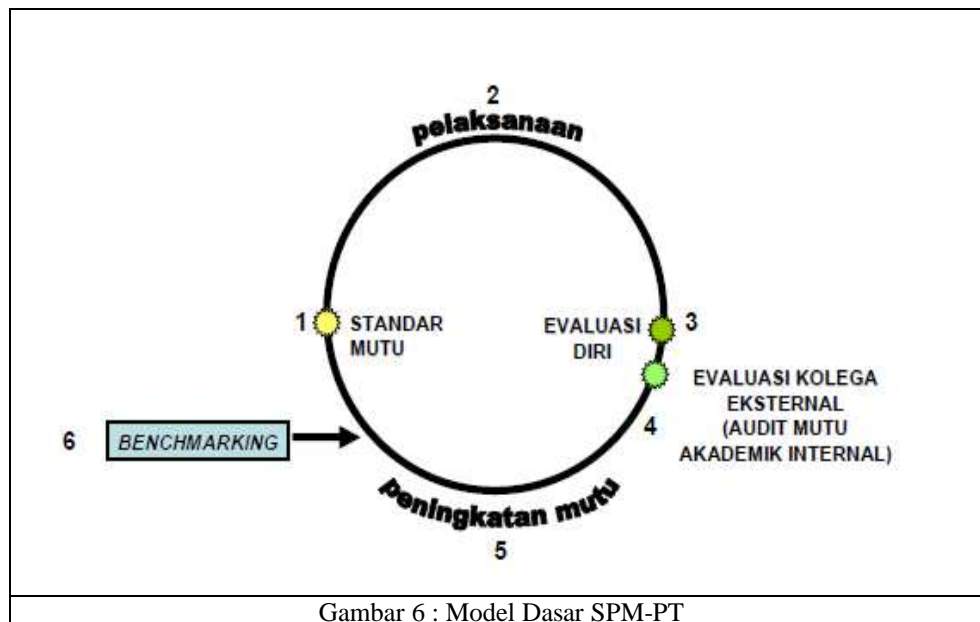 2
pelaksanaan
1 STANDAR
MUTU
EVALUASI
DIRI
3
EVALUASI KOLEGA
EKSTERNAL
(AUDIT MUTU
AKADEMIK INTERNAL)
4
6 BENCHMARKING
peningkatan mutu
5
Gambar 6 : Model Dasar SPM-PT